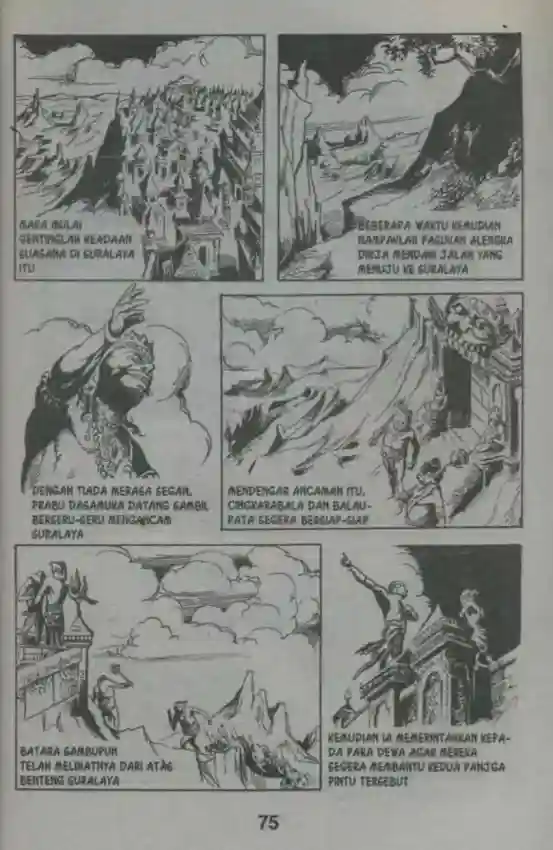 MAKA MULAI
GENTINGLAH KEADAAN
SUASANA DI SURALAYA
ITU
BEBERAPA WAKTU KEMUDIAN
NAMPAKLAH PASUKAN ALENGKA
DIRJA MENDAKI JALAN YANG
MENUJU KE SURALAYA
DENGAN TIADA MERASA SEGAN,
PRABU DASAMUKA DATANG SAMBIL
BERSERU-SERU MENGANCAM
SURALAYA
MENDENGAR ANCAMAN ITU,
CINGKARABALA DAN BALAU-
PATA SEGERA BERSIAP-SIAP
BATARA SAMBUPUN
TELAH MELIHATNYA DARI ATAS
BENTENG SURALAYA
KEMUDIAN IA MEMERINTAHKAN KEPA-
DA PARA DEWA AGAR MEREKA
SEGERA MEMBANTU KEDUA PANJGA
PINTU TERSEBUT
75